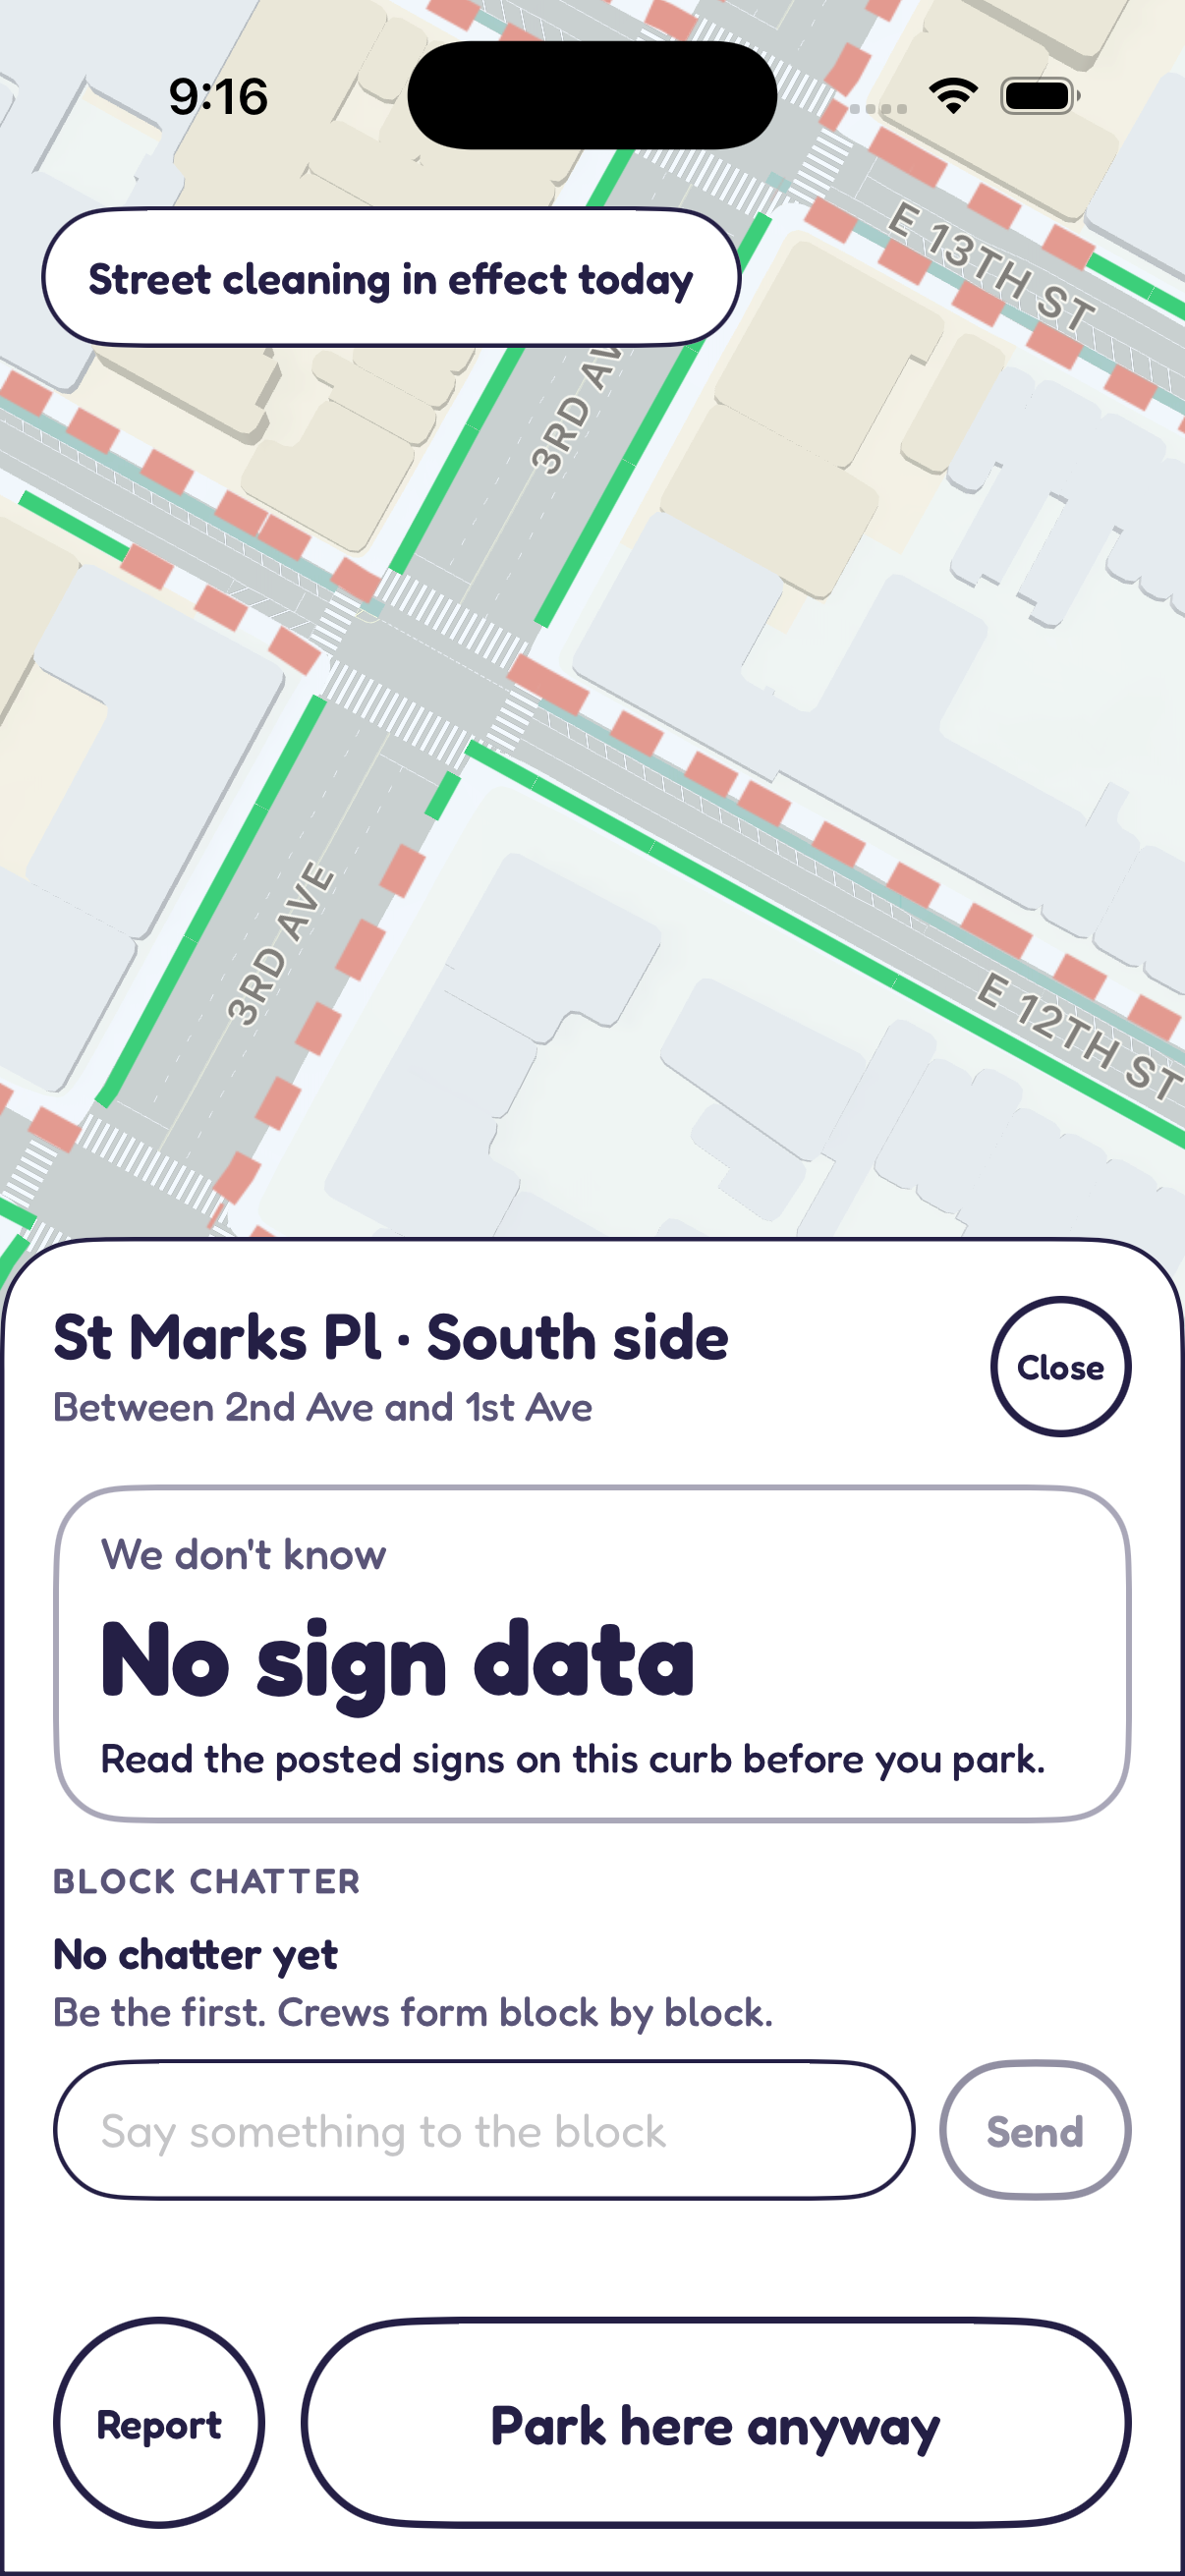 9:16
Street cleaning in effect today
E 13TH ST
3RD AV
3RD AVE
E 12TH ST
St Marks Pl · South side
Between 2nd Ave and 1st Ave
Close
We don't know
No sign data
Read the posted signs on this curb before you park.
BLOCK CHATTER
No chatter yet
Be the first. Crews form block by block.
Say something to the block
Send
Report
Park here anyway